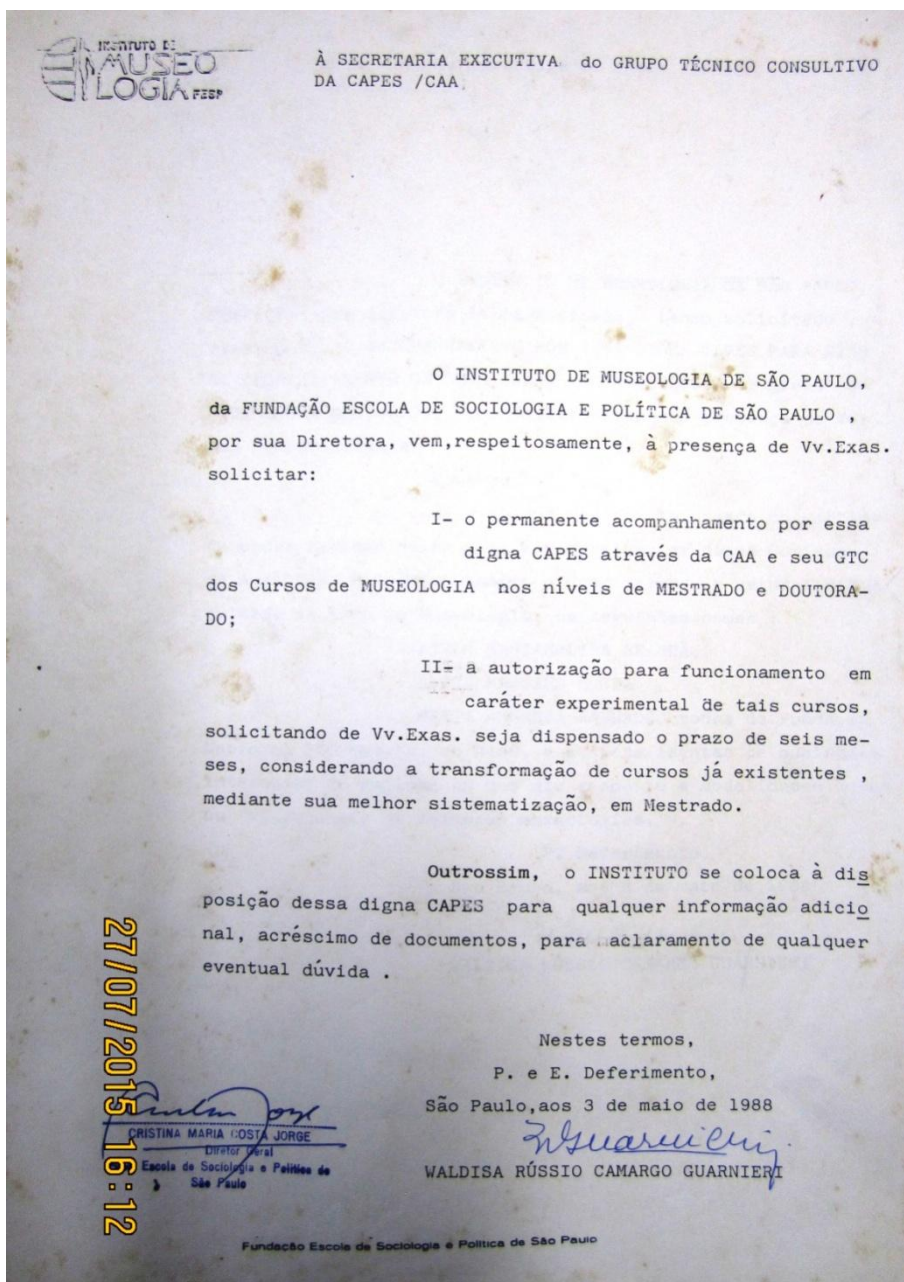 INSTITUTO DE
MUSEO
LOGIA FESP
À SECRETARIA EXECUTIVA do GRUPO TÉCNICO CONSULTIVO
DA CAPES /CAA
O INSTITUTO DE MUSEOLOGIA DE SÃO PAULO,
da FUNDAÇÃO ESCOLA DE SOCIOLOGIA E POLÍTICA DE SÃO PAULO ,
por sua Diretora, vem,respeitosamente, à presença de Vv.Exas.
solicitar:
I- o permanente acompanhamento por essa
digna CAPES através da CAA e seu GTC
dos Cursos de MUSEOLOGIA nos níveis de MESTRADO e DOUTORA-
DO;
II- a autorização para funcionamento em
caráter experimental de tais cursos,
solicitando de Vv.Exas. seja dispensado o prazo de seis me-
ses, considerando a transformação de cursos já existentes ,
mediante sua melhor sistematização, em Mestrado.
Outrossim, o INSTITUTO se coloca à dis
posição dessa digna CAPES para qualquer informação adicio
nal, acréscimo de documentos, para aclaramento de qualquer
eventual dúvida .
Nestes termos,
P. e E. Deferimento,
São Paulo,aos 3 de maio de 1988
WALDISA RÚSSIO CAMARGO GUARNIERI
CRISTINA MARIA COSTA JORGE
Diretor Geral
Escola de Sociologia e Política de
São Paulo
Fundação Escola de Sociologia e Política de São Paulo
27/07/2015 16:12